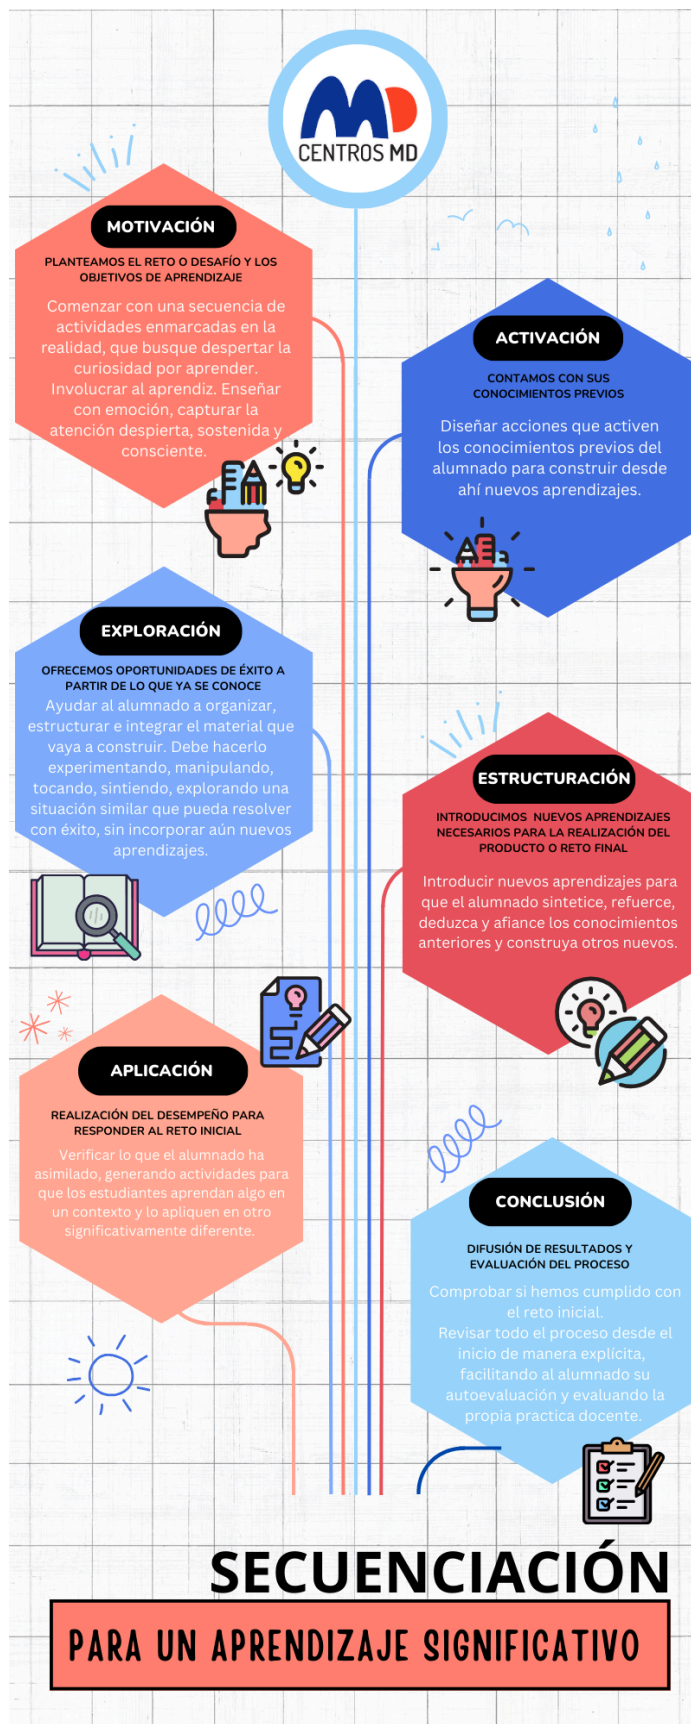 CENTROS MD
MOTIVACIÓN
PLANTEAMOS EL RETO O DESAFÍO Y LOS
OBJETIVOS DE APRENDIZAJE
Comenzar con una secuencia de
actividades enmarcadas en la
realidad, que busque despertar la
curiosidad por aprender.
Involucrar al aprendiz. Enseñar
con emoción, capturar la
atención despierta, sostenida y
consciente.
ACTIVACIÓN
CONTAMOS CON SUS
CONOCIMIENTOS PREVIOS
Diseñar acciones que activen
los conocimientos previos del
alumnado para construir desde
ahí nuevos aprendizajes.
EXPLORACIÓN
OFRECEMOS OPORTUNIDADES DE ÉXITO A
PARTIR DE LO QUE YA SE CONOCE
Ayudar al alumnado a organizar,
estructurar e integrar el material que
vaya a construir. Debe hacerlo
experimentando, manipulando,
tocando, sintiendo, explorando una
situación similar que pueda resolver
con éxito, sin incorporar aún nuevos
aprendizajes.
ESTRUCTURACIÓN
INTRODUCIMOS NUEVOS APRENDIZAJES
NECESARIOS PARA LA REALIZACIÓN DEL
PRODUCTO O RETO FINAL
Introducir nuevos aprendizajes para
que el alumnado sintetice, refuerce,
deduzca y afiance los conocimientos
anteriores y construya otros nuevos.
APLICACIÓN
REALIZACIÓN DEL DESEMPEÑO PARA
RESPONDER AL RETO INICIAL
Verificar lo que el alumnado ha
asimilado, generando actividades para
que los estudiantes aprendan algo en
un contexto y lo apliquen en otro
significativamente diferente.
CONCLUSIÓN
DIFUSIÓN DE RESULTADOS Y
EVALUACIÓN DEL PROCESO
Comprobar si hemos cumplido con
el reto inicial.
Revisar todo el proceso desde el
inicio de manera explícita,
facilitando al alumnado su
autoevaluación y evaluando la
propia practica docente.
SECUENCIACIÓN
PARA UN APRENDIZAJE SIGNIFICATIVO